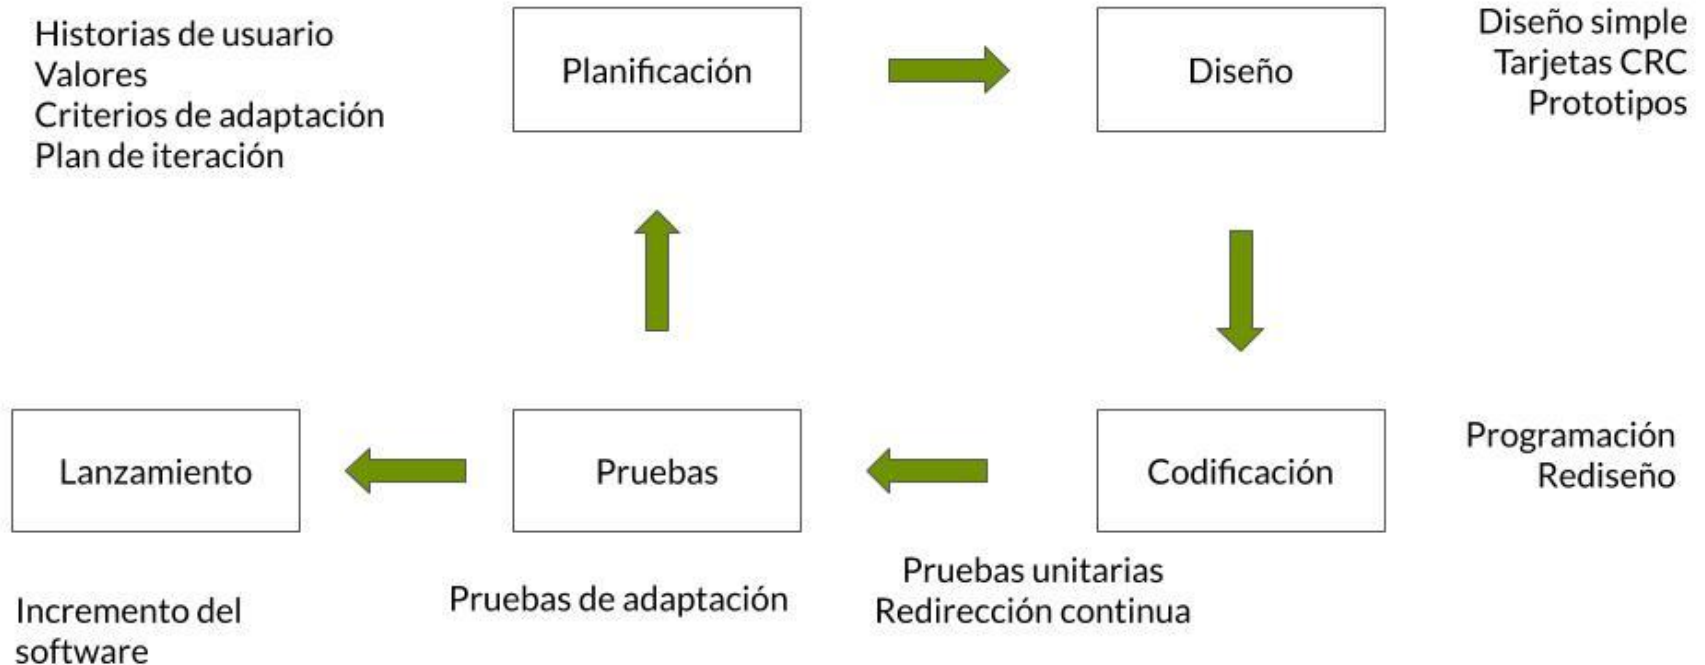 Historias de usuario
Valores
Criterios de adaptación
Plan de iteración
Planificación
Diseño
Diseño simple
Tarjetas CRC
Prototipos
Lanzamiento
Pruebas
Codificación
Programación
Rediseño
Incremento del
software
Pruebas de adaptación
Pruebas unitarias
Redirección continua